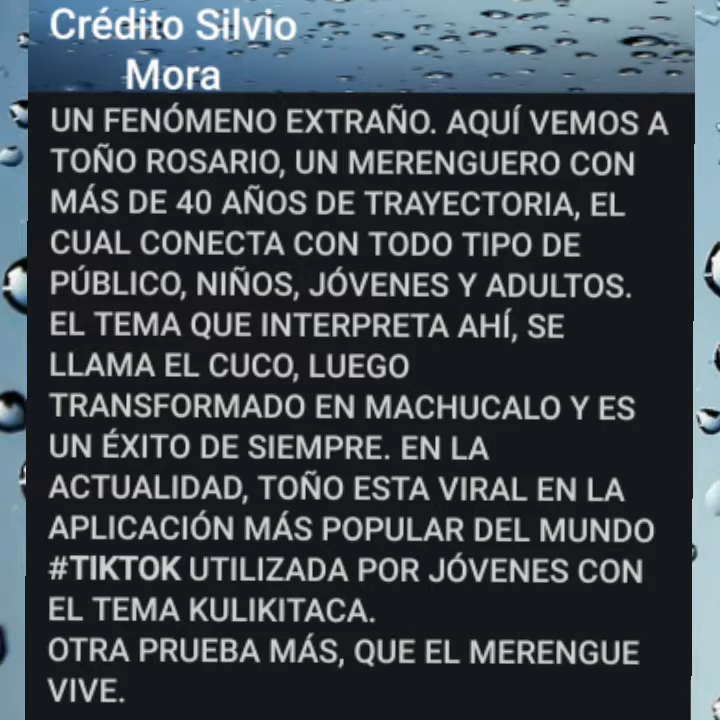 Crédito Silvio
Mora
UN FENÓMENO EXTRAÑO. AQUÍ VEMOS A
TOÑO ROSARIO, UN MERENGUERO CON
MÁS DE 40 AÑOS DE TRAYECTORIA, EL
CUAL CONECTA CON TODO TIPO DE
PÚBLICO, NIÑOS, JÓVENES Y ADULTOS.
EL TEMA QUE INTERPRETA AHÍ, SE
LLAMA EL CUCO, LUEGO
TRANSFORMADO EN MACHUCALO Y ES
UN ÉXITO DE SIEMPRE. EN LA
ACTUALIDAD, TOÑO ESTA VIRAL EN LA
APLICACIÓN MÁS POPULAR DEL MUNDO
#TIKTOK UTILIZADA POR JÓVENES CON
EL TEMA KULIKITACA.
OTRA PRUEBA MÁS, QUE EL MERENGUE
VIVE.